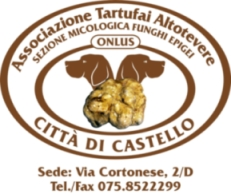 Associazione Tartufai Altotevere
SEZIONE MICOLOGICA FUNGHI EPIGEI
ONLUS
CITTÀ DI CASTELLO
Sede: Via Cortonese, 2/D
Tel./Fax 075.8522299